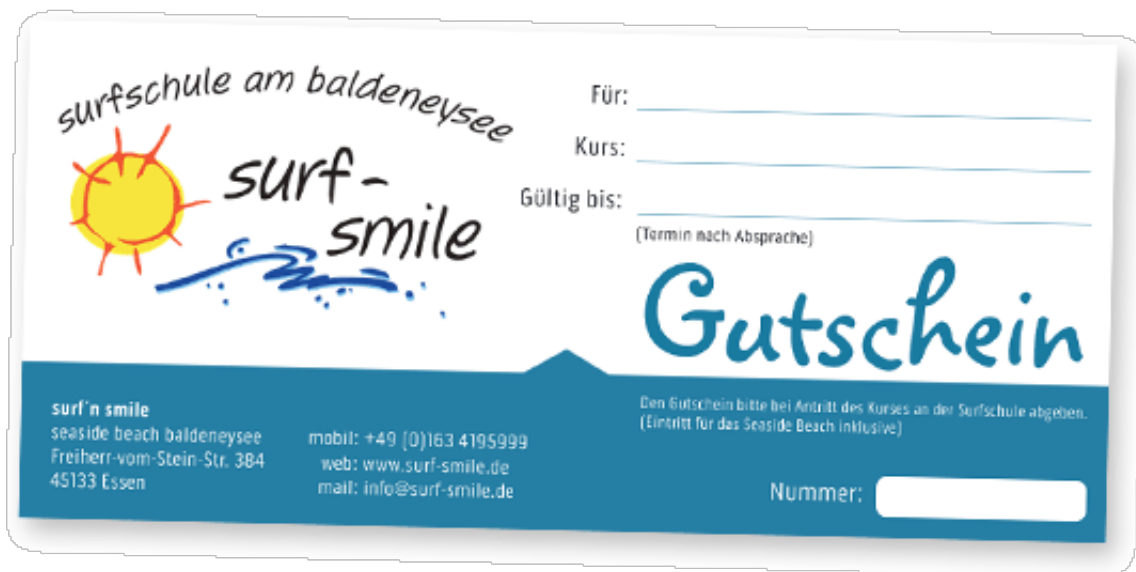 surfschule am baldeneysee
surf-
smile
Für:
Kurs:
Gültig bis:
(Termin nach Absprache)
Gutschein
surf'n smile
seaside beach baldeneysee
Freiherr-vom-Stein-Str. 384
45133 Essen
mobil: +49 (0)163 4195999
web: www.surf-smile.de
mail: info@surf-smile.de
Den Gutschein bitte bei Antritt des Kurses an der Surfschule abgeben.
(Eintritt für das Seaside Beach inklusive)
Nummer: